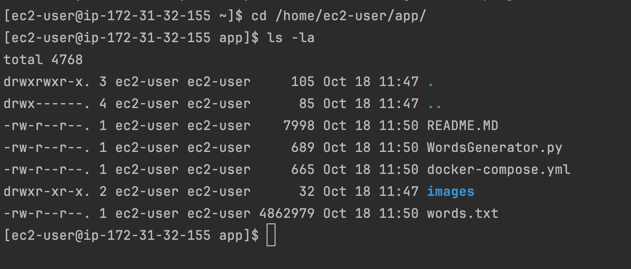 [ec2-user@ip-172-31-32-155 ~]$ cd /home/ec2-user/app/
[ec2-user@ip-172-31-32-155 app]$ ls -la
total 4768
drwxrwxr-x. 3 ec2-user ec2-user     105 Oct 18 11:47 .
drwx------. 4 ec2-user ec2-user      85 Oct 18 11:47 ..
-rw-r--r--. 1 ec2-user ec2-user    7998 Oct 18 11:50 README.MD
-rw-r--r--. 1 ec2-user ec2-user     689 Oct 18 11:50 WordsGenerator.py
-rw-r--r--. 1 ec2-user ec2-user     665 Oct 18 11:50 docker-compose.yml
drwxr-xr-x. 2 ec2-user ec2-user      32 Oct 18 11:47 images
-rw-r--r--. 1 ec2-user ec2-user 4862979 Oct 18 11:50 words.txt
[ec2-user@ip-172-31-32-155 app]$